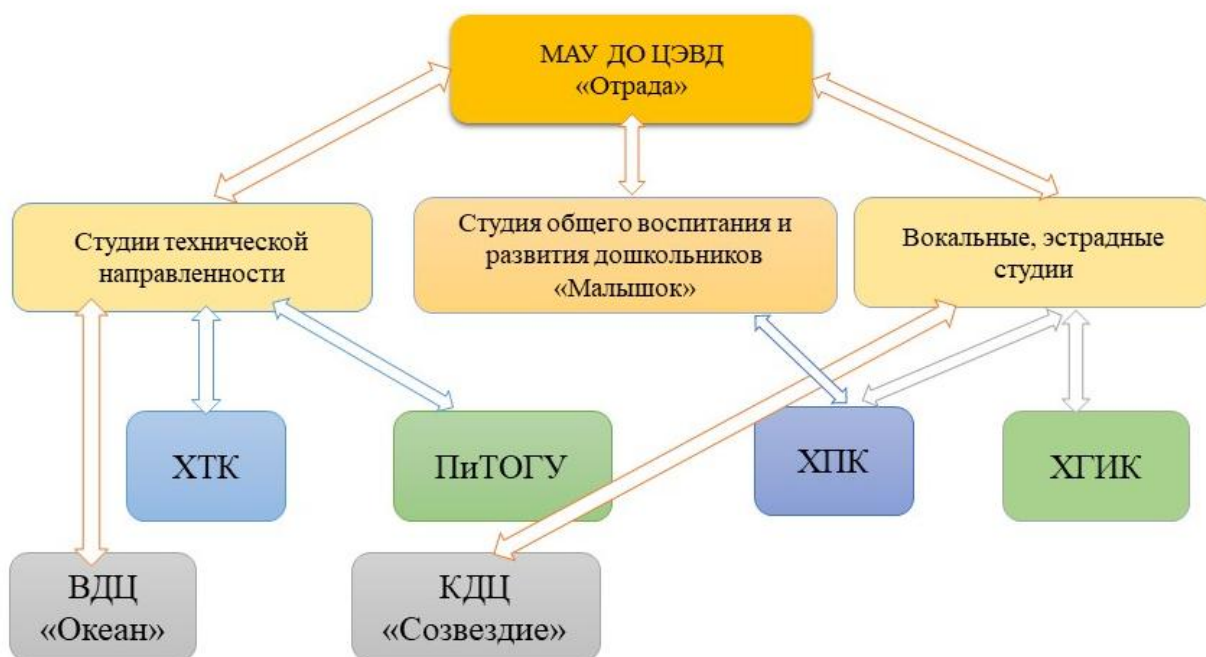 МАУ ДО ЦЭВД
«Отрада»
Студии технической
направленности
Студия общего воспитания и
развития дошкольников
«Малышок»
Вокальные, эстрадные
студии
ХТК
ПиТОГУ
ХПК
ХГИК
ВДЦ
«Океан»
КДЦ
«Созвездие»